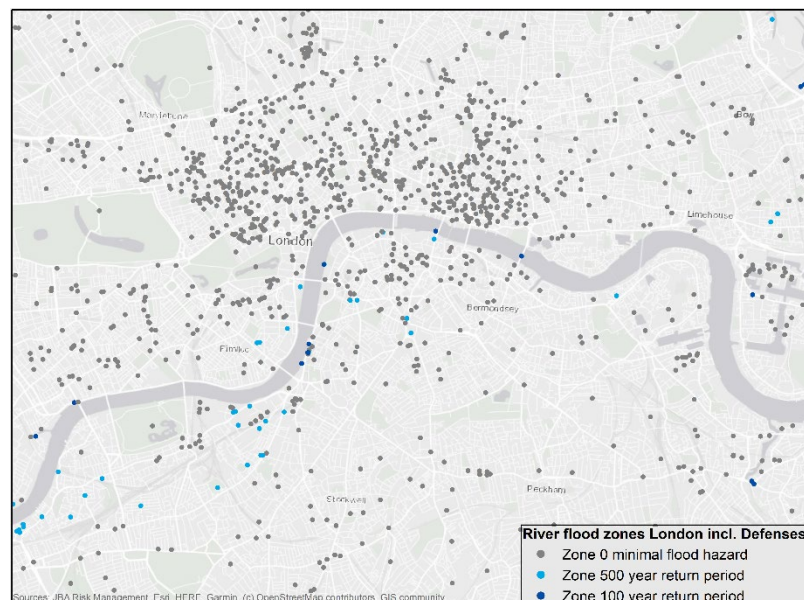 Marylebone
Bow
Limehouse
London
Bermondsey
Pimlico
Stockwell
Peckham
River flood zones London incl. Defenses
Zone 0 minimal flood hazard
Zone 500 year return period
Zone 100 year return period
Sources: JBA Risk Management, Esri, HERE, Garmin, (c) OpenStreetMap contributors, GIS community